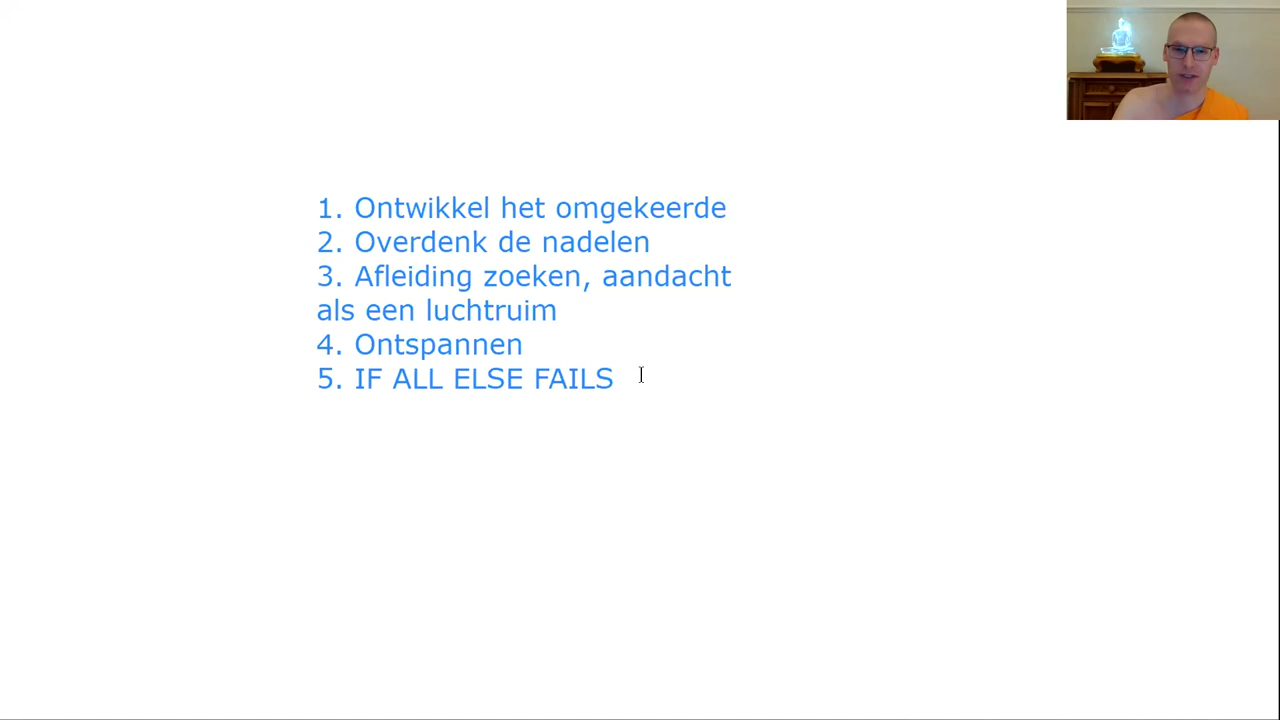 1. Ontwikkel het omgekeerde
2. Overdenk de nadelen
3. Afleiding zoeken, aandacht
als een luchtruim
4. Ontspannen
5. IF ALL ELSE FAILS